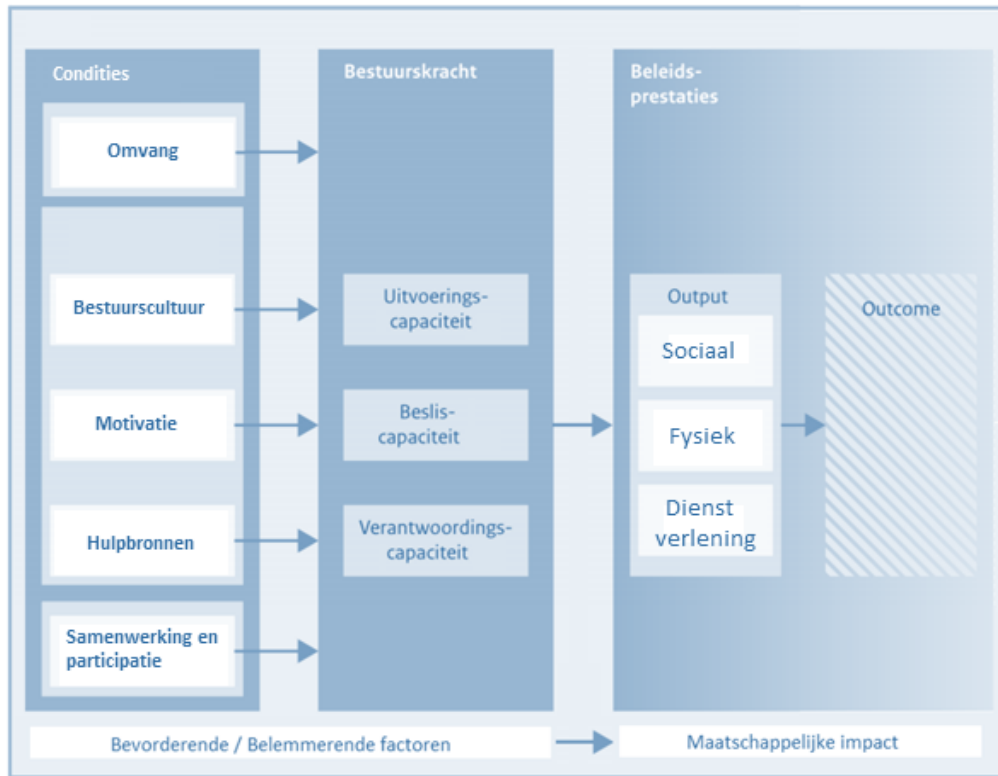 Condities
Omvang
Bestuurscultuur
Motivatie
Hulpbronnen
Samenwerking en
participatie
Bestuurskracht
Uitvoerings-
capaciteit
Beslis-
capaciteit
Verantwoordings-
capaciteit
Beleids-
prestaties
Output
Sociaal
Fysiek
Dienst
verlening
Outcome
Bevorderende / Belemmerende factoren
Maatschappelijke impact